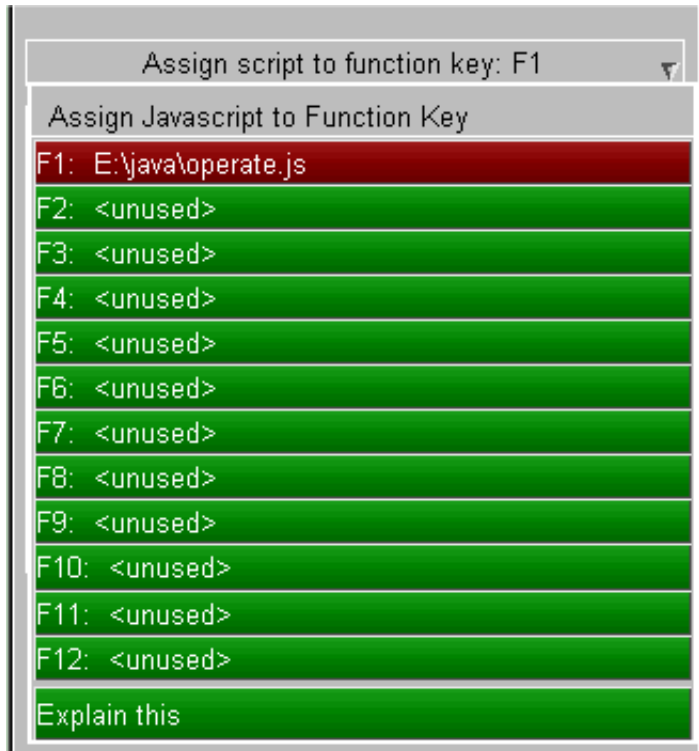 Assign script to function key: F1
Assign Javascript to Function Key
F1: E:\java\operate.js
F2: <unused>
F3: <unused>
F4: <unused>
F5: <unused>
F6: <unused>
F7: <unused>
F8: <unused>
F9: <unused>
F10: <unused>
F11: <unused>
F12: <unused>
Explain this